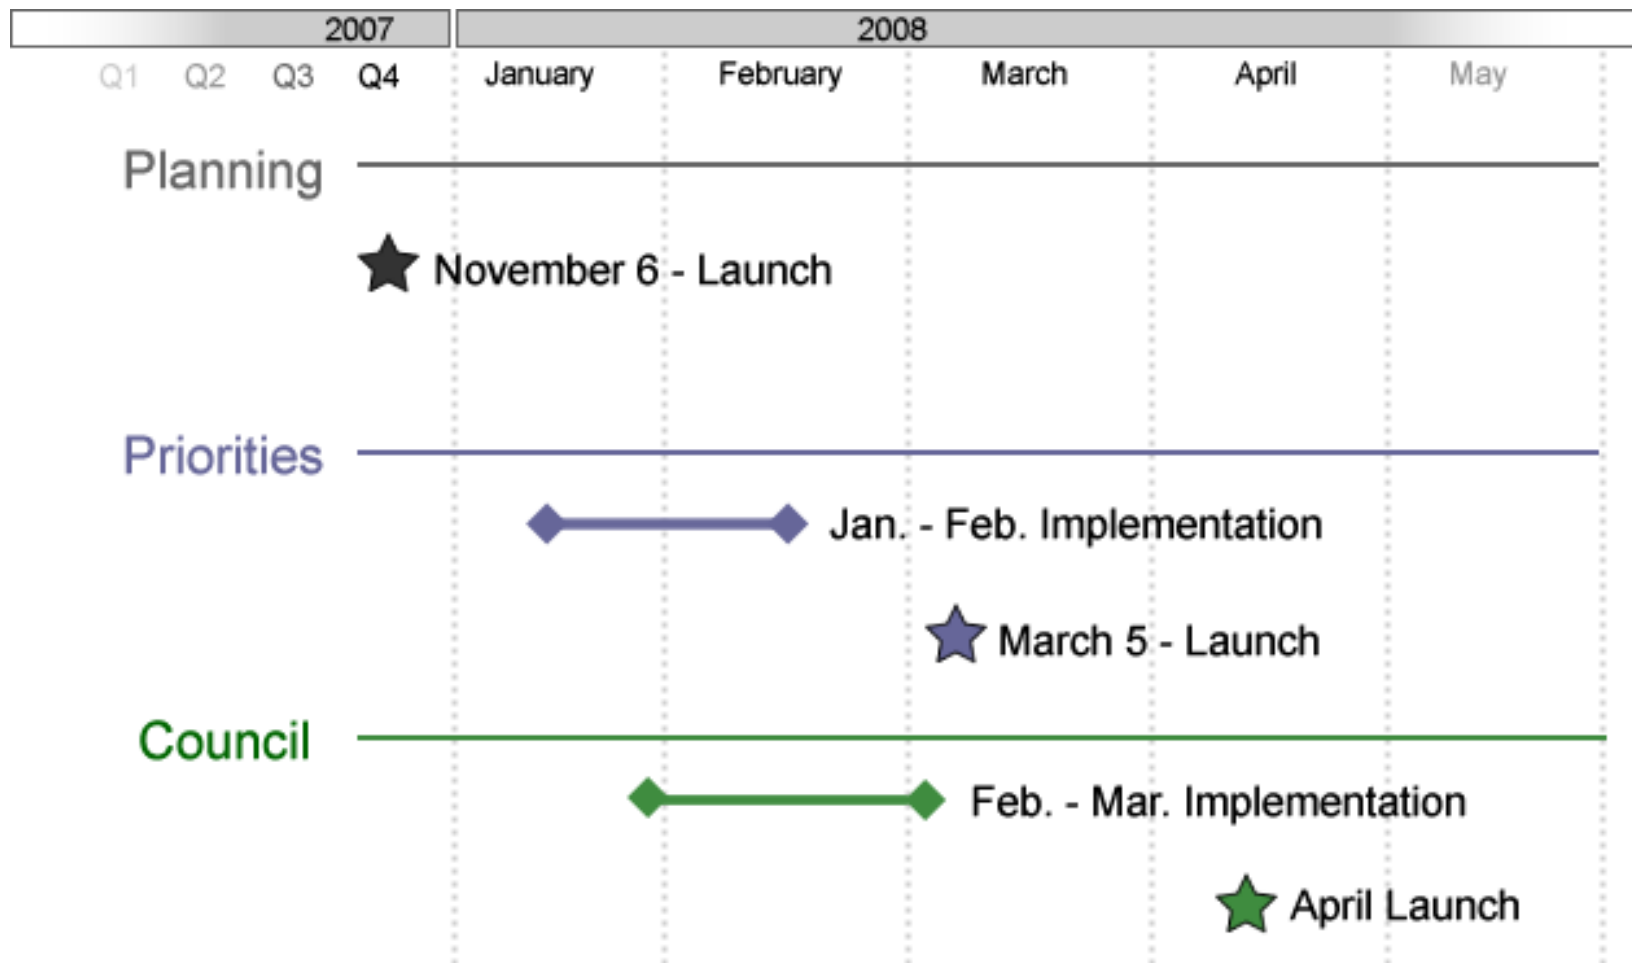 2007 2008
Q1 Q2 Q3 Q4 January February March April May
Planning
November 6 - Launch
Priorities
Jan. - Feb. Implementation
March 5 - Launch
Council
Feb. - Mar. Implementation
April Launch